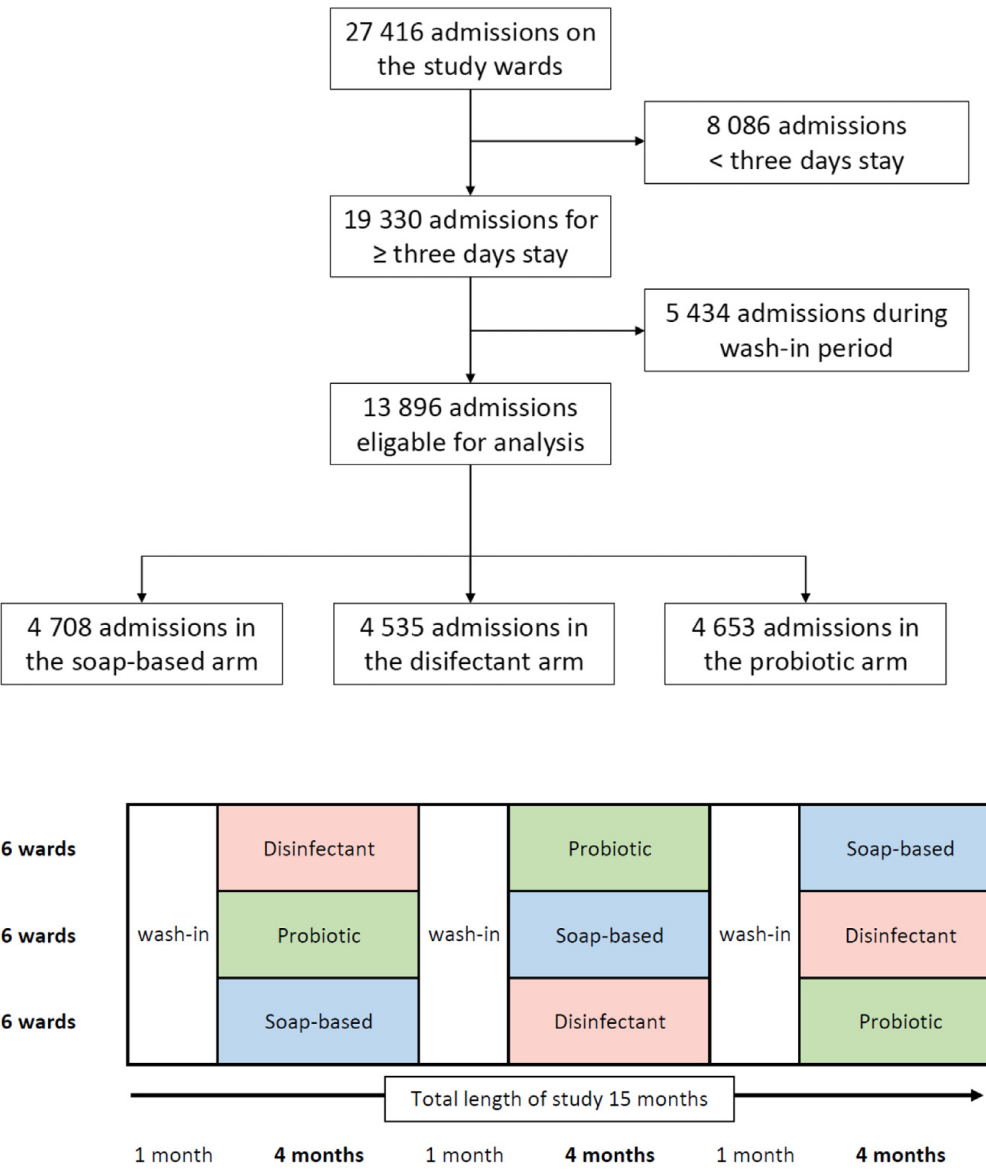 27 416 admissions on
the study wards
8 086 admissions
< three days stay
19 330 admissions for
≥ three days stay
5 434 admissions during
wash-in period
13 896 admissions
eligable for analysis
4 708 admissions in
the soap-based arm
4 535 admissions in
the disifectant arm
4 653 admissions in
the probiotic arm
6 wards
Disinfectant
Probiotic
Soap-based
6 wards
wash-in
Probiotic
wash-in
Soap-based
wash-in
Disinfectant
6 wards
Soap-based
Disinfectant
Probiotic
Total length of study 15 months
1 month
4 months
1 month
4 months
1 month
4 months